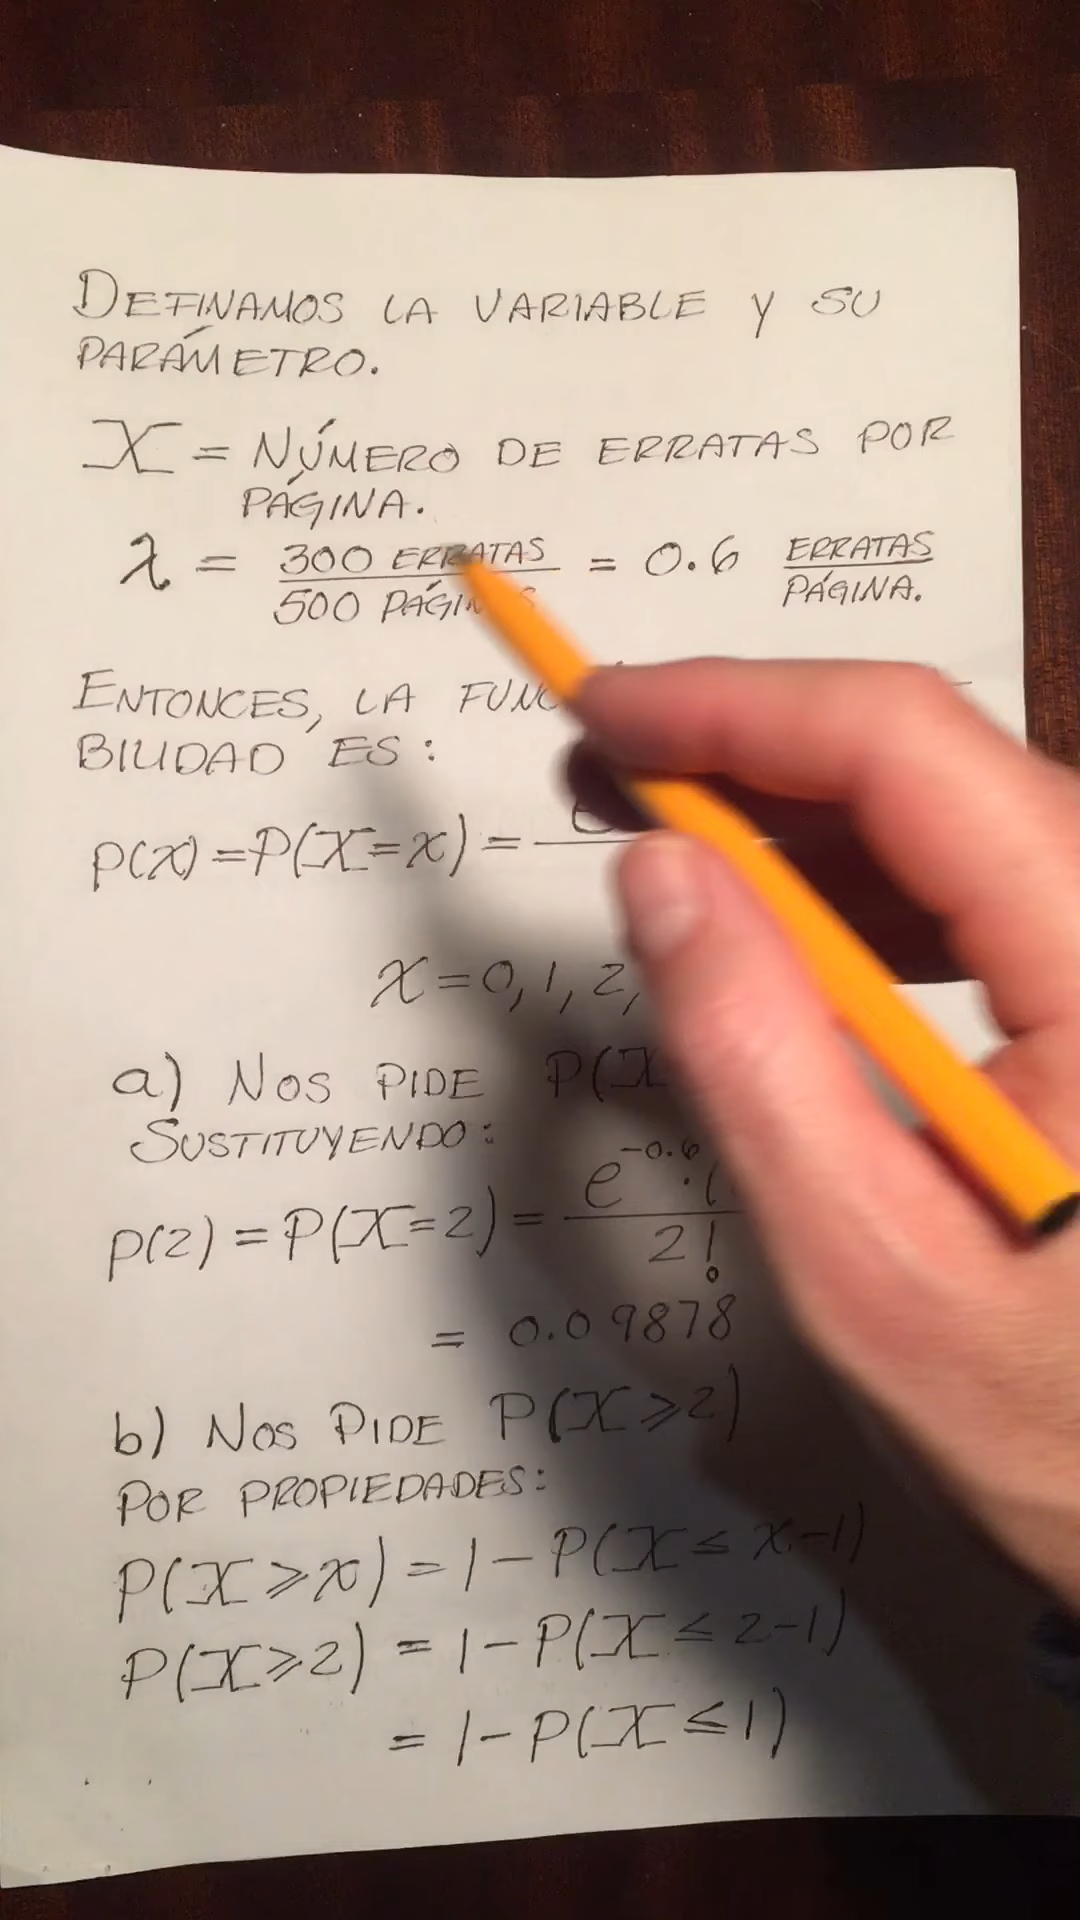 DEFINAMOS LA VARIABLE Y SU
PARÁMETRO.
X = NÚMERO DE ERRATAS POR
PÁGINA.
λ = 300 ERRATAS / 500 PÁGINAS = 0.6 ERRATAS / PÁGINA.
ENTONCES, LA
BILIDAD ES:
p(x) = P(X=x) =
x = 0, 1, 2,
a) NOS PIDE P(X
SUSTITUYENDO:
p(2) = P(X=2) = e^-0.6 · ( / 2!
= 0.09878
b) NOS PIDE P(X ≥ 2)
POR PROPIEDADES:
P(X ≥ x) = 1 - P(X ≤ x-1)
P(X ≥ 2) = 1 - P(X ≤ 2-1)
= 1 - P(X ≤ 1)